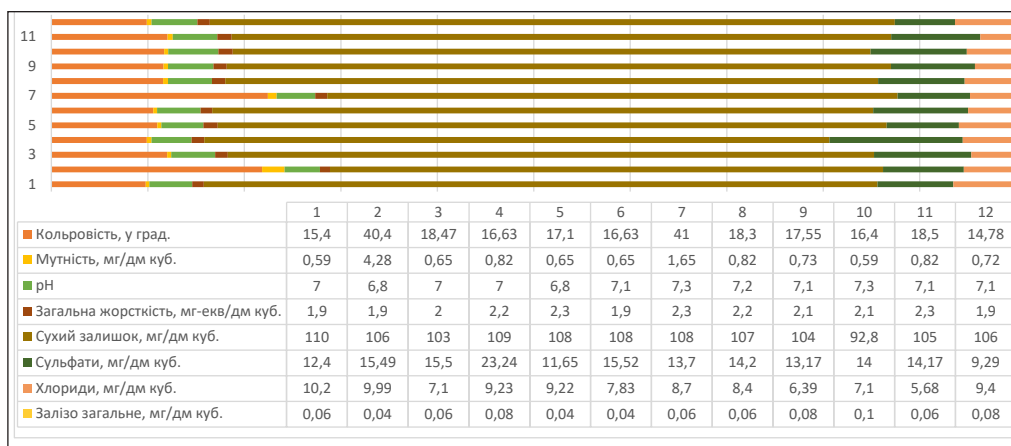 11
9
7
5
3
1
1 2 3 4 5 6 7 8 9 10 11 12
Кольровість, у град. 15,4 40,4 18,47 16,63 17,1 16,63 41 18,3 17,55 16,4 18,5 14,78
Мутність, мг/дм куб. 0,59 4,28 0,65 0,82 0,65 0,65 1,65 0,82 0,73 0,59 0,82 0,72
pH 7 6,8 7 7 6,8 7,1 7,3 7,2 7,1 7,3 7,1 7,1
Загальна жорсткість, мг-екв/дм куб. 1,9 1,9 2 2,2 2,3 1,9 2,3 2,2 2,1 2,1 2,3 1,9
Сухий залишок, мг/дм куб. 110 106 103 109 108 108 108 107 104 92,8 105 106
Сульфати, мг/дм куб. 12,4 15,49 15,5 23,24 11,65 15,52 13,7 14,2 13,17 14 14,17 9,29
Хлориди, мг/дм куб. 10,2 9,99 7,1 9,23 9,22 7,83 8,7 8,4 6,39 7,1 5,68 9,4
Залізо загальне, мг/дм куб. 0,06 0,04 0,06 0,08 0,04 0,04 0,06 0,06 0,08 0,1 0,06 0,08